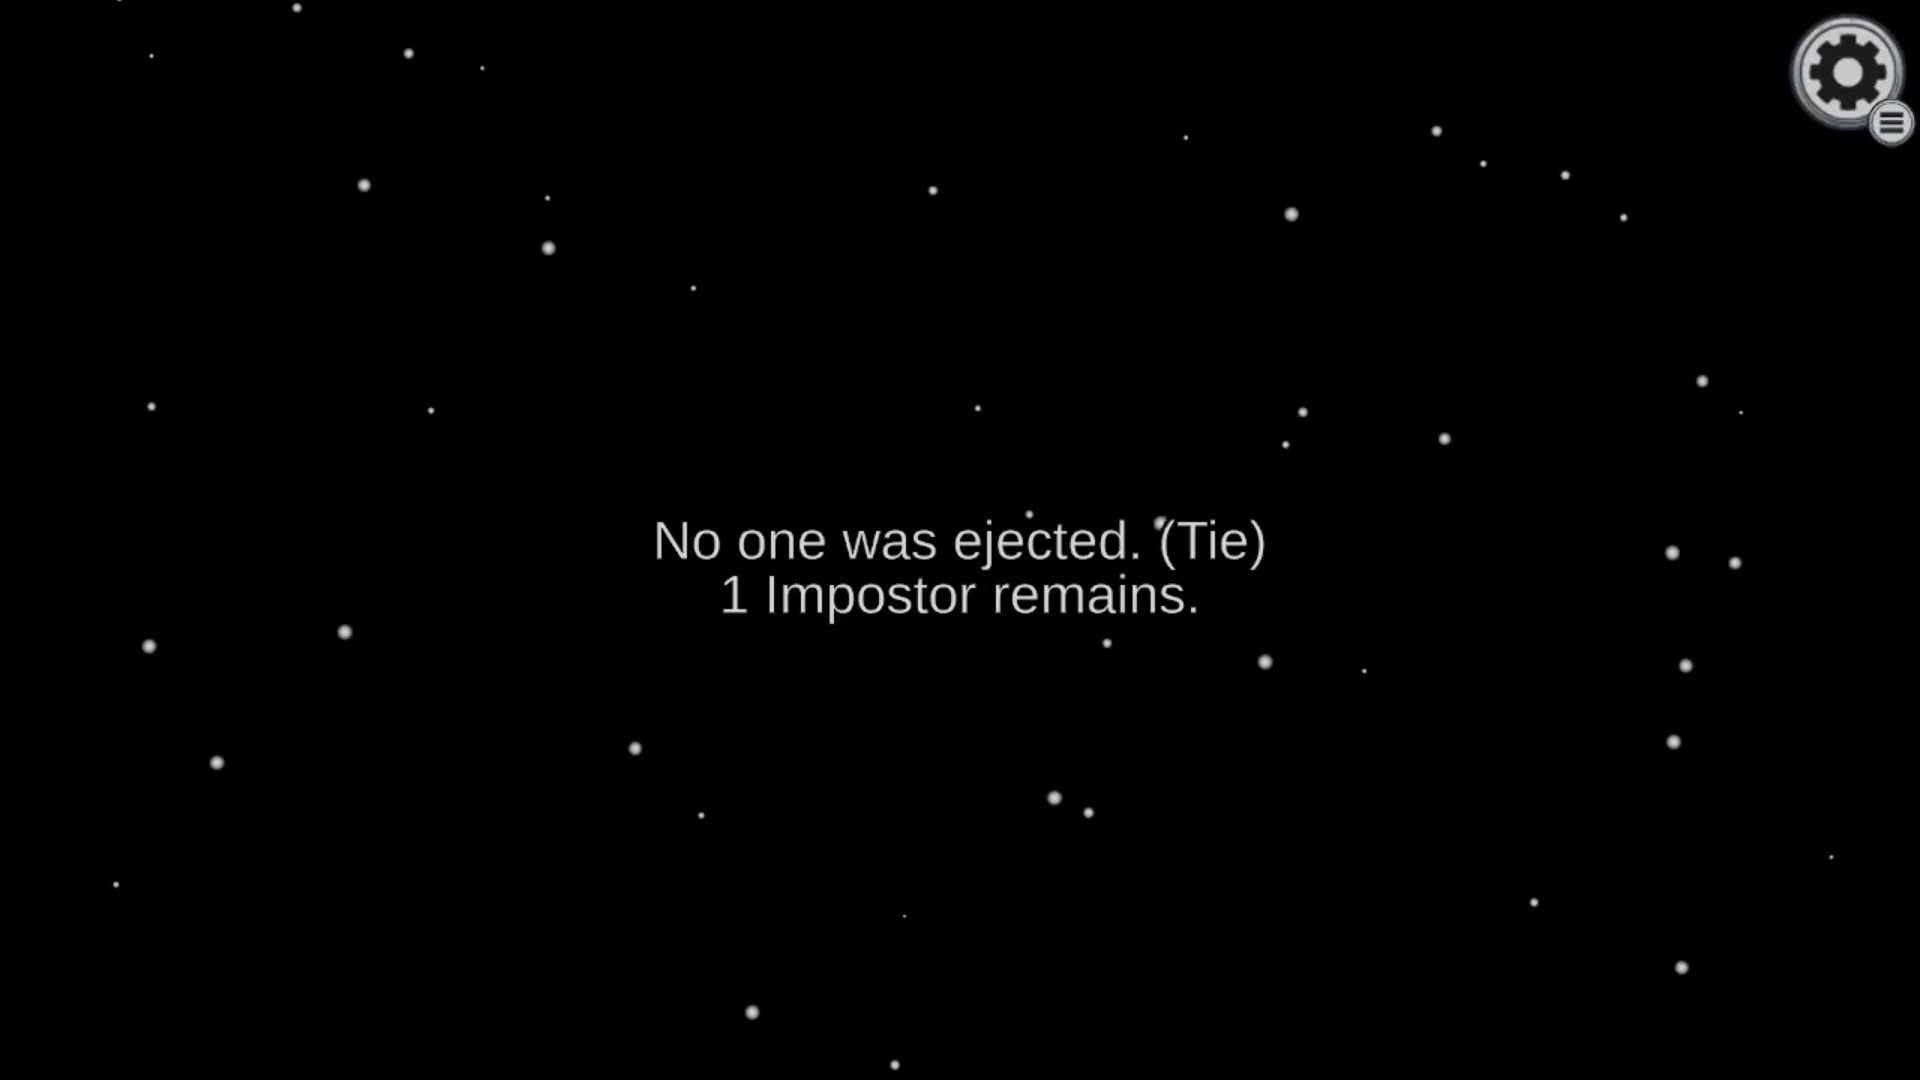 No one was ejected. (Tie)
1 Impostor remains.